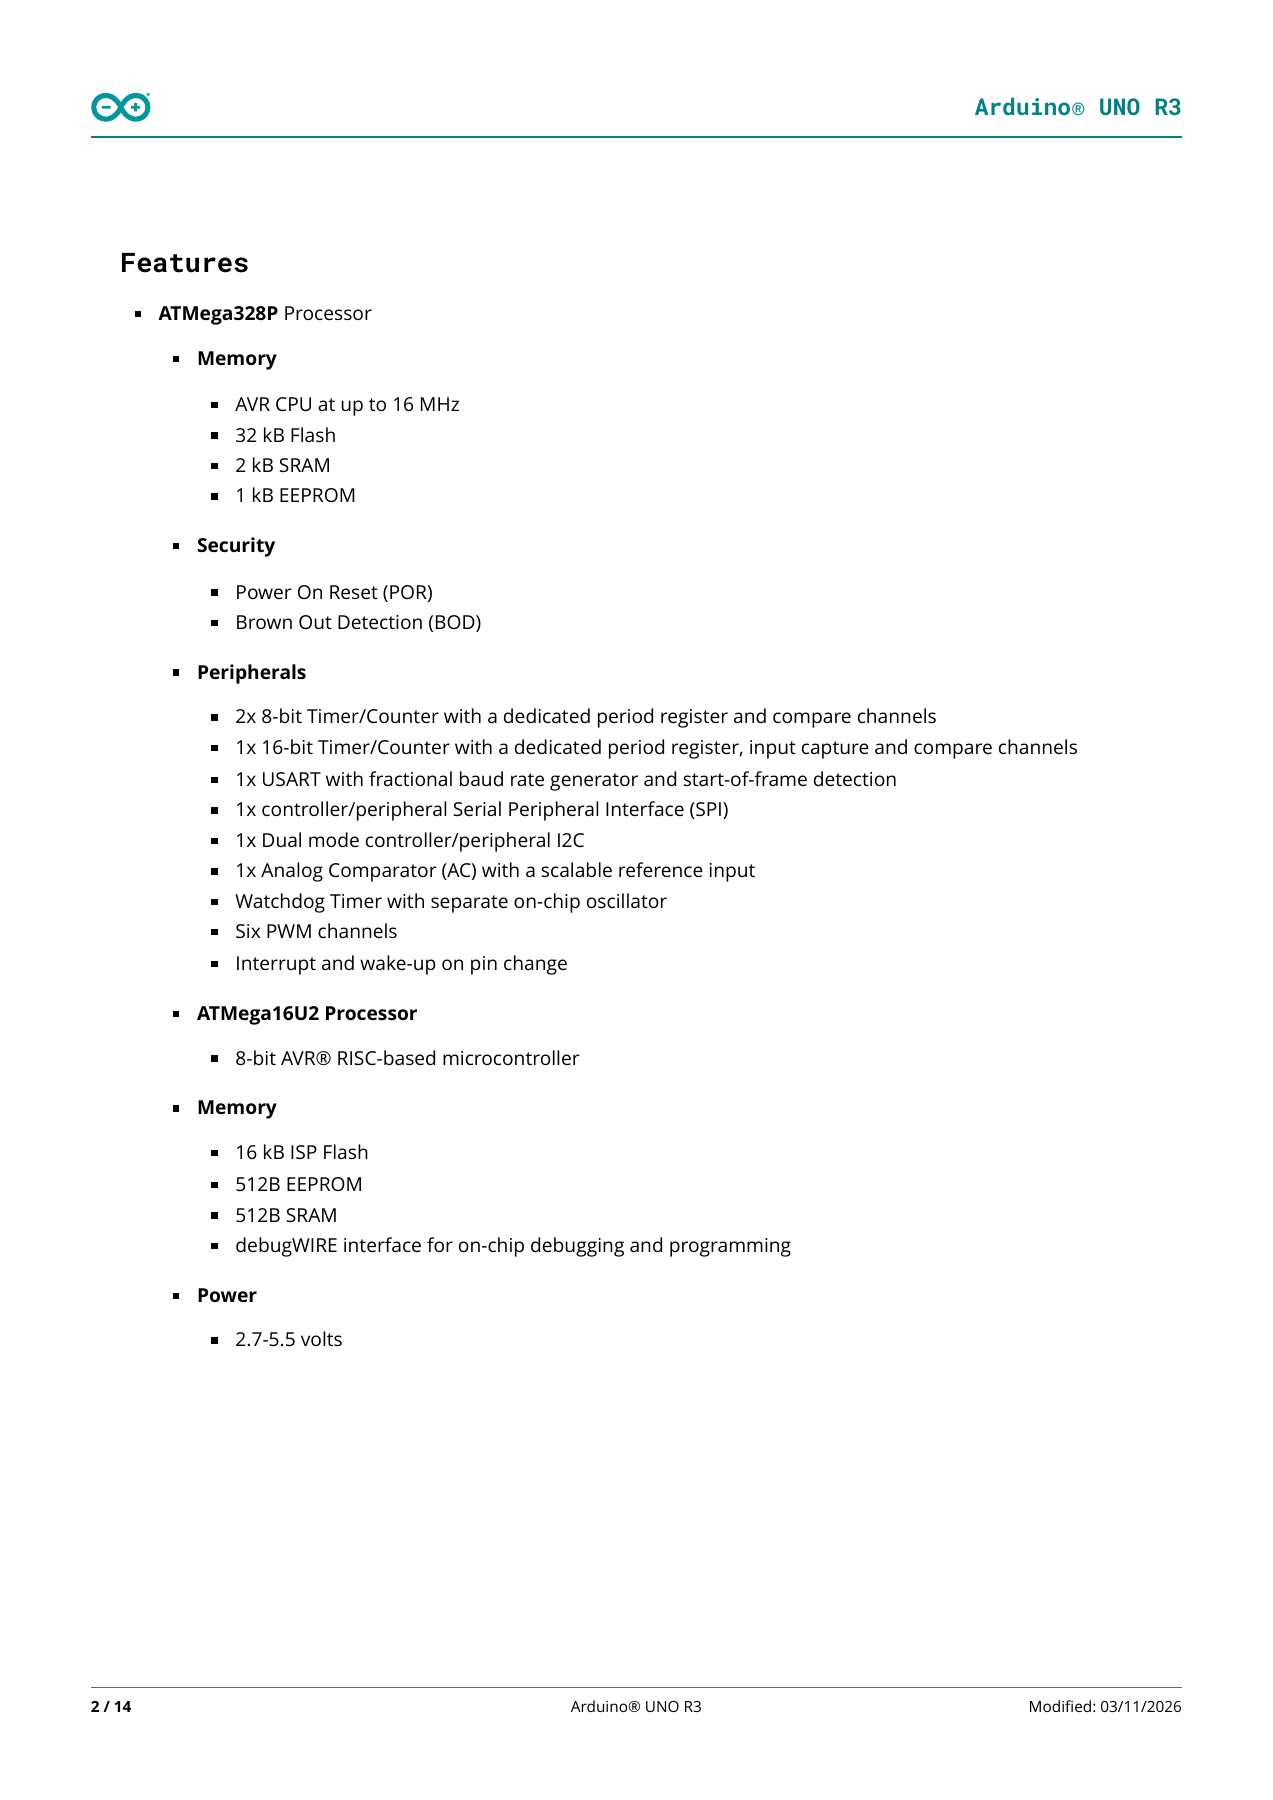 Arduino® UNO R3
Features
ATMega328P Processor
Memory
AVR CPU at up to 16 MHz
32 kB Flash
2 kB SRAM
1 kB EEPROM
Security
Power On Reset (POR)
Brown Out Detection (BOD)
Peripherals
2x 8-bit Timer/Counter with a dedicated period register and compare channels
1x 16-bit Timer/Counter with a dedicated period register, input capture and compare channels
1x USART with fractional baud rate generator and start-of-frame detection
1x controller/peripheral Serial Peripheral Interface (SPI)
1x Dual mode controller/peripheral I2C
1x Analog Comparator (AC) with a scalable reference input
Watchdog Timer with separate on-chip oscillator
Six PWM channels
Interrupt and wake-up on pin change
ATMega16U2 Processor
8-bit AVR® RISC-based microcontroller
Memory
16 kB ISP Flash
512B EEPROM
512B SRAM
debugWIRE interface for on-chip debugging and programming
Power
2.7-5.5 volts
2 / 14 Arduino® UNO R3 Modified: 03/11/2026